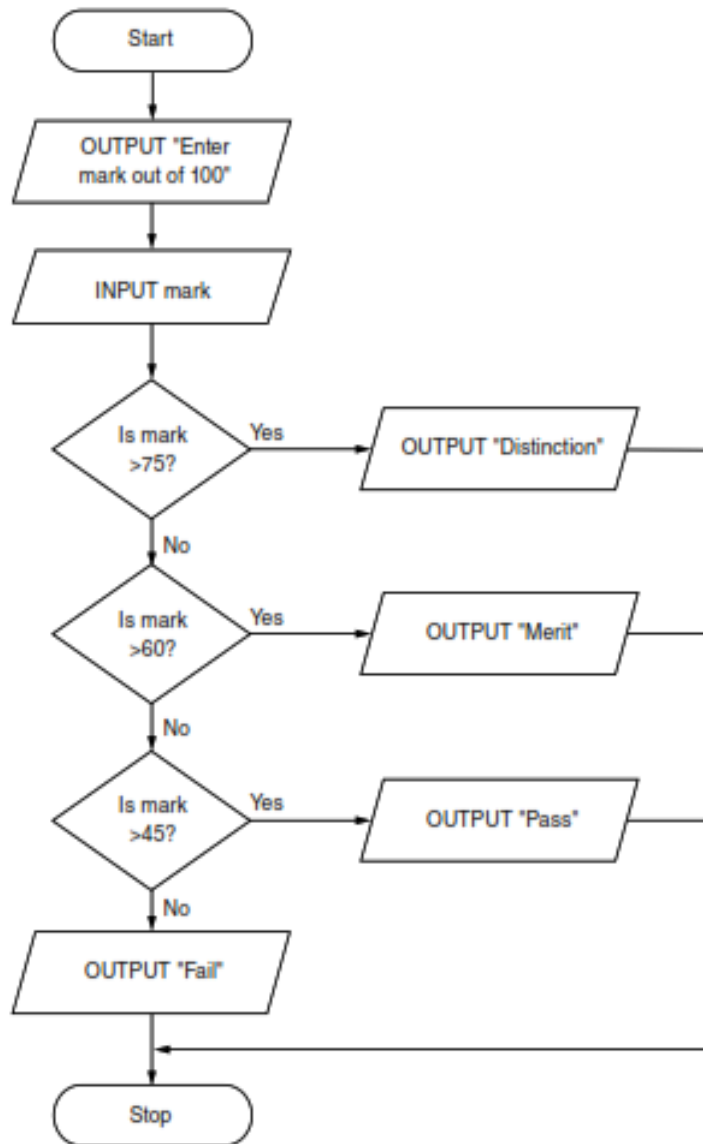 Start
OUTPUT "Enter
mark out of 100"
INPUT mark
Is mark
>75?
Yes
OUTPUT "Distinction"
No
Is mark
>60?
Yes
OUTPUT "Merit"
No
Is mark
>45?
Yes
OUTPUT "Pass"
No
OUTPUT "Fail"
Stop